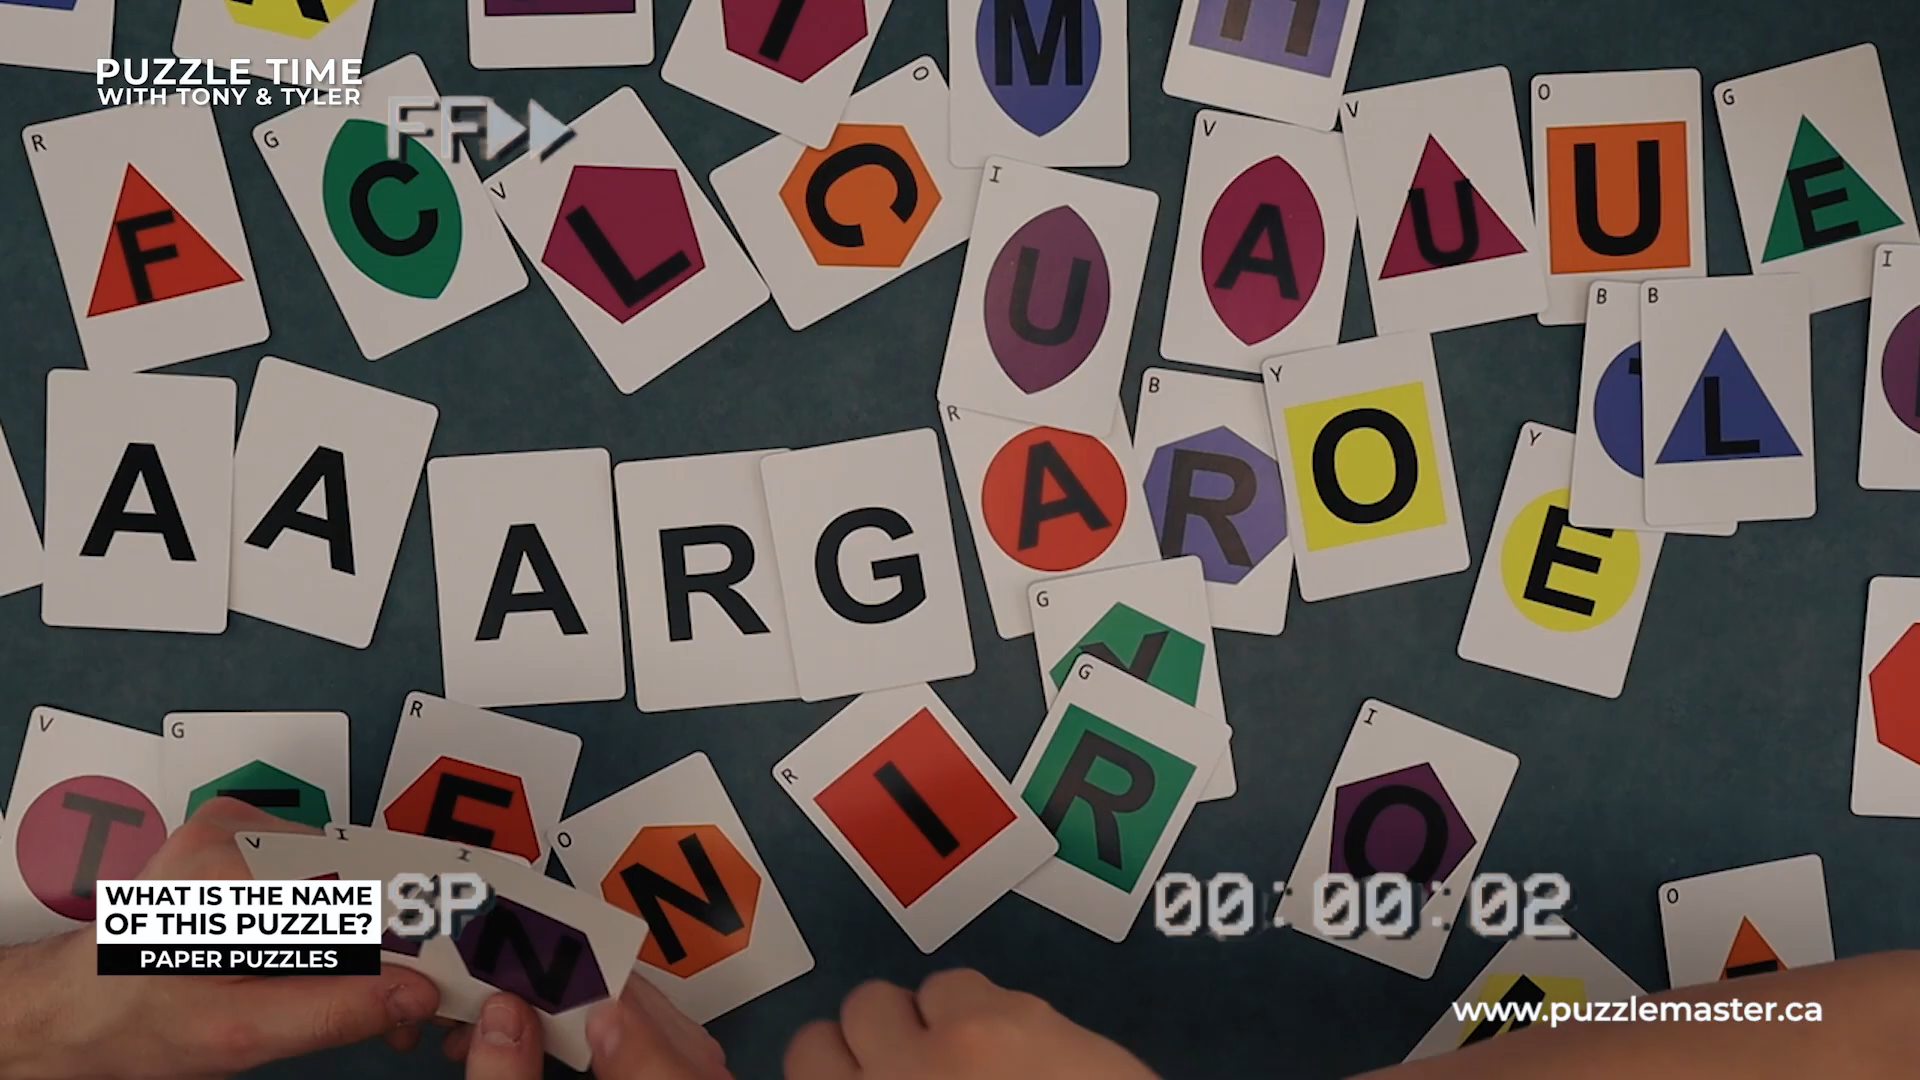 PUZZLE TIME
WITH TONY & TYLER
FF
I
M
H
R
F
G
C
V
L
O
C
I
U
V
A
V
U
O
U
G
E
A
A
A
R
G
R
A
B
R
Y
O
Y
E
B
B
L
I
V
T
G
R
O
N
R
I
G
G
R
I
O
O
V
I
I
N
WHAT IS THE NAME
OF THIS PUZZLE?
PAPER PUZZLES
SP
00:00:02
www.puzzlemaster.ca